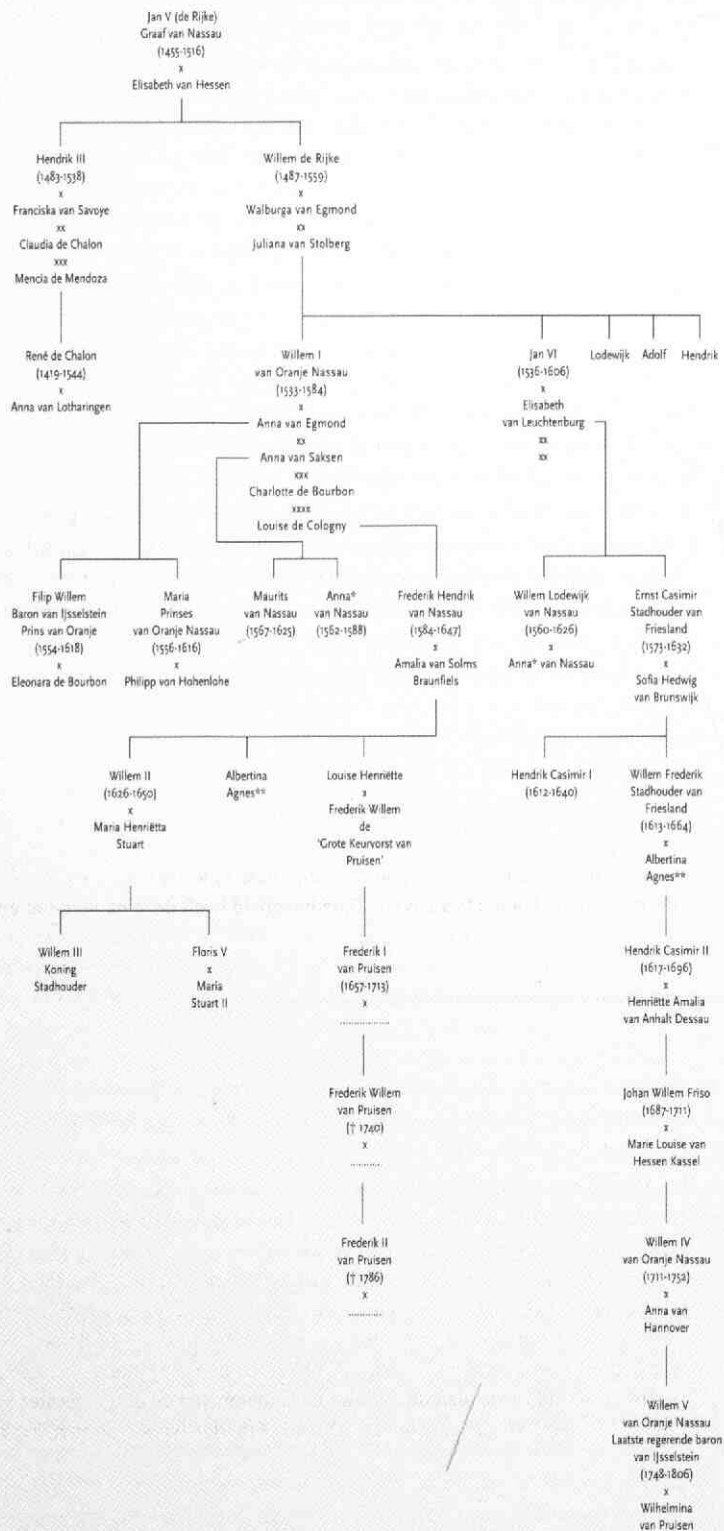 Jan V (de Rijke)
Graaf van Nassau
(1455-1516)
x
Elisabeth van Hessen
Hendrik III
(1483-1538)
x
Franciska van Savoye
xx
Claudia de Chalon
xxx
Mencia de Mendoza
Willem de Rijke
(1487-1559)
x
Walburga van Egmond
xx
Juliana van Stolberg
René de Chalon
(1419-1544)
x
Anna van Lotharingen
Willem I
van Oranje Nassau
(1533-1584)
x
Anna van Egmond
xx
Anna van Saksen
xxx
Charlotte de Bourbon
xxxx
Louise de Cologny
Jan VI
(1536-1606)
x
Elisabeth
van Leuchtenburg
xx
xx
Lodewijk
Adolf
Hendrik
Filip Willem
Baron van Ijsselstein
Prins van Oranje
(1554-1618)
x
Eleonara de Bourbon
Maria
Prinses
van Oranje Nassau
(1556-1616)
x
Philipp von Hohenlohe
Maurits
van Nassau
(1567-1625)
Anna*
van Nassau
(1562-1588)
Frederik Hendrik
van Nassau
(1584-1647)
x
Amalia van Solms
Braunfiels
Willem Lodewijk
van Nassau
(1560-1626)
x
Anna* van Nassau
Ernst Casimir
Stadhouder van
Friesland
(1573-1632)
x
Sofia Hedwig
van Brunswijk
Willem II
(1626-1650)
x
Maria Henriëtta
Stuart
Albertina
Agnes**
Louise Henriëtte
x
Frederik Willem
de
'Grote Keurvorst van
Pruisen'
Hendrik Casimir I
(1612-1640)
Willem Frederik
Stadhouder van
Friesland
(1613-1664)
x
Albertina
Agnes**
Willem III
Koning
Stadhouder
Floris V
x
Maria
Stuart II
Frederik I
van Pruisen
(1657-1713)
x
..................
Hendrik Casimir II
(1617-1696)
x
Henriëtte Amalia
van Anhalt Dessau
Frederik Willem
van Pruisen
(† 1740)
x
............
Johan Willem Friso
(1687-1711)
x
Marie Louise van
Hessen Kassel
Frederik II
van Pruisen
(† 1786)
x
.............
Willem IV
van Oranje Nassau
(1711-1752)
x
Anna van
Hannover
Willem V
van Oranje Nassau
Laatste regerende baron
van Ijsselstein
(1748-1806)
x
Wilhelmina
van Pruisen